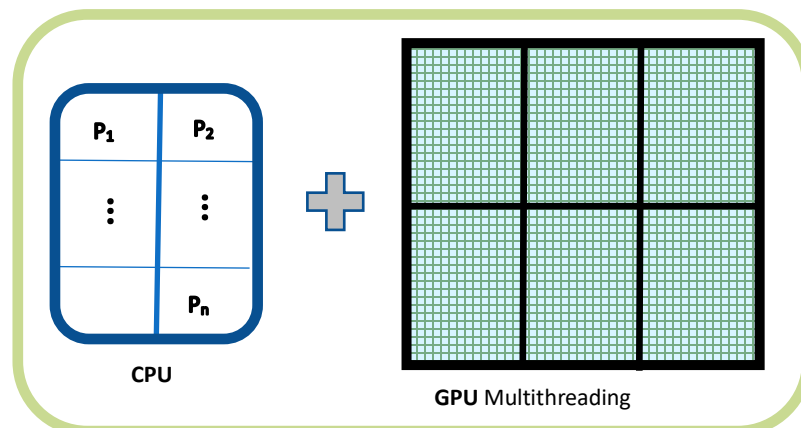 P₁ P₂
⋮ ⋮
Pₙ
CPU
GPU Multithreading